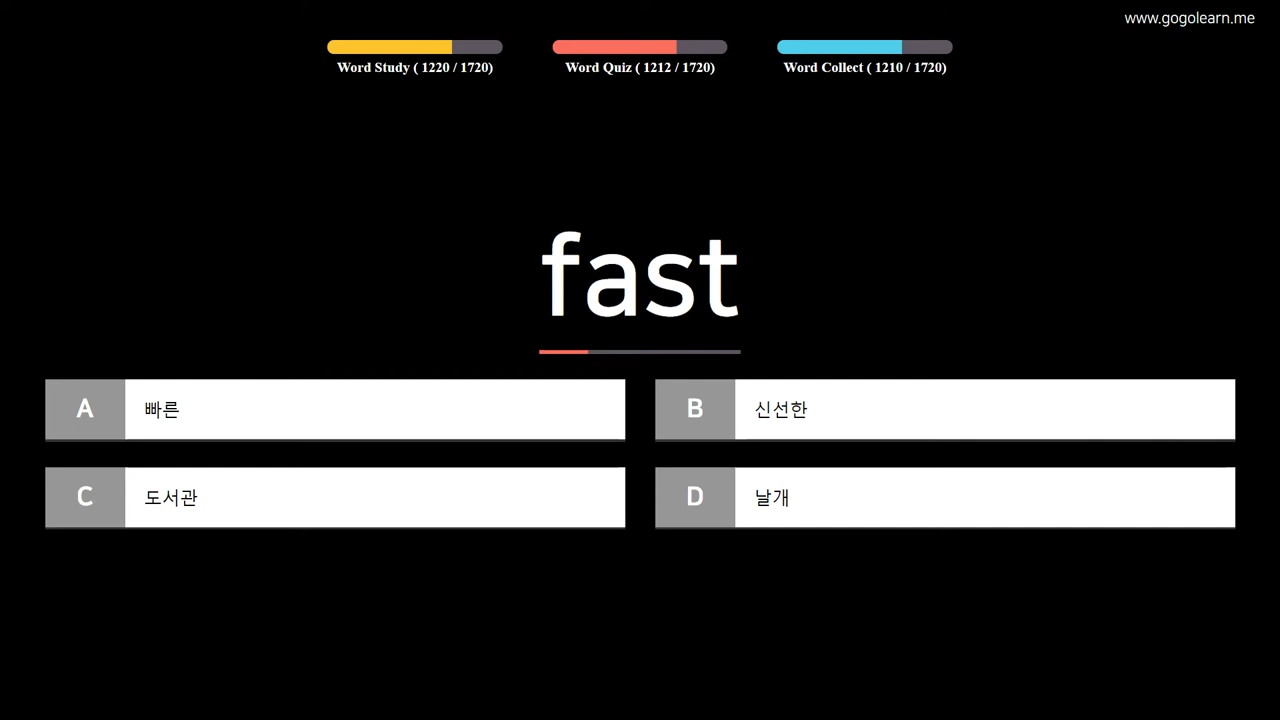 www.gogolearn.me
Word Study ( 1220 / 1720)
Word Quiz ( 1212 / 1720)
Word Collect ( 1210 / 1720)
fast
A 빠른
B 신선한
C 도서관
D 날개